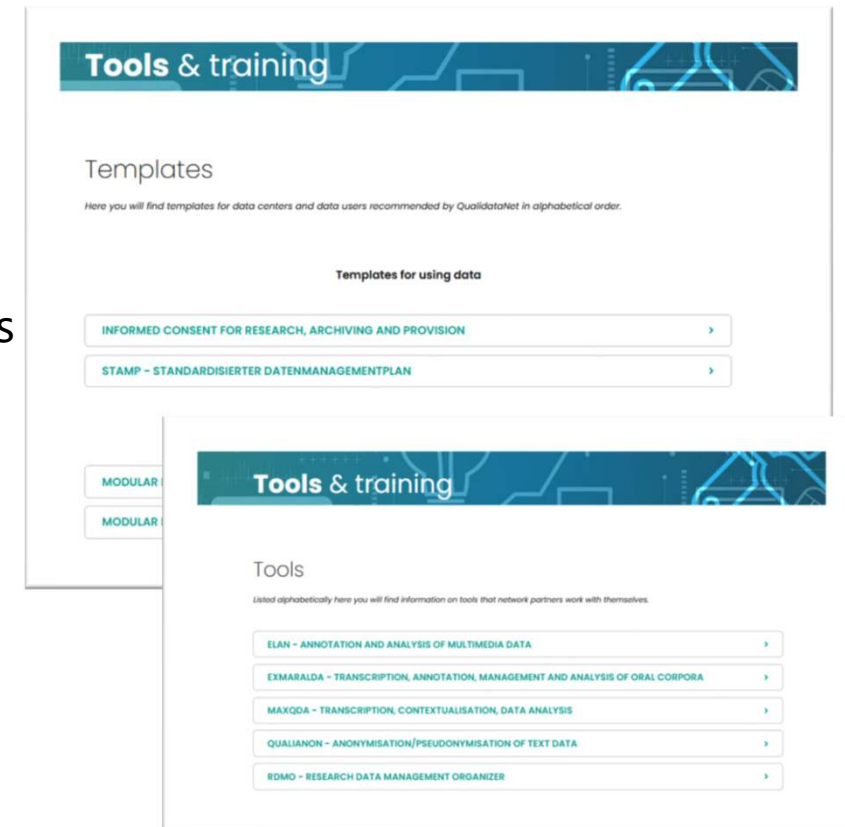 Tools & training
Templates
Here you will find templates for data centers and data users recommended by QualidataNet in alphabetical order.
Templates for using data
INFORMED CONSENT FOR RESEARCH, ARCHIVING AND PROVISION
STAMP - STANDARDISIERTER DATENMANAGEMENTPLAN
MODULAR
MODULAR
s
Tools & training
Tools
Listed alphabetically here you will find information on tools that network partners work with themselves.
ELAN - ANNOTATION AND ANALYSIS OF MULTIMEDIA DATA
EXMARALDA - TRANSCRIPTION, ANNOTATION, MANAGEMENT AND ANALYSIS OF ORAL CORPORA
MAXQDA - TRANSCRIPTION, CONTEXTUALISATION, DATA ANALYSIS
QUALIANON - ANONYMISATION/PSEUDONYMISATION OF TEXT DATA
RDMO - RESEARCH DATA MANAGEMENT ORGANIZER